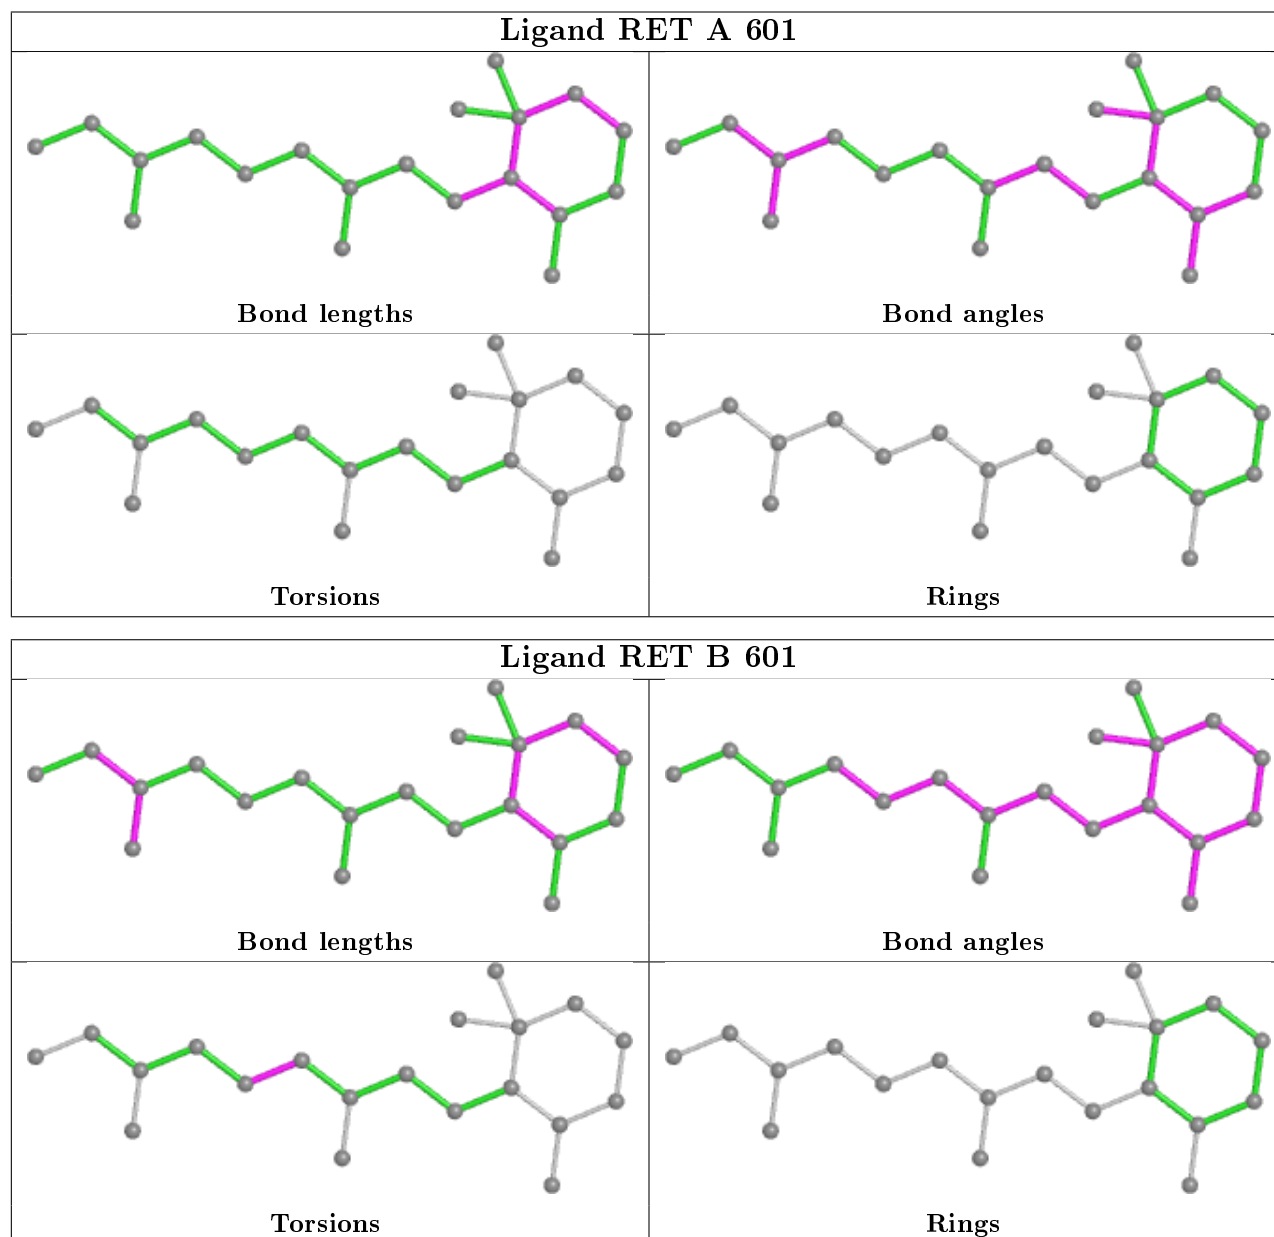 Ligand RET A 601
Bond lengths
Bond angles
Torsions
Rings
Ligand RET B 601
Bond lengths
Bond angles
Torsions
Rings